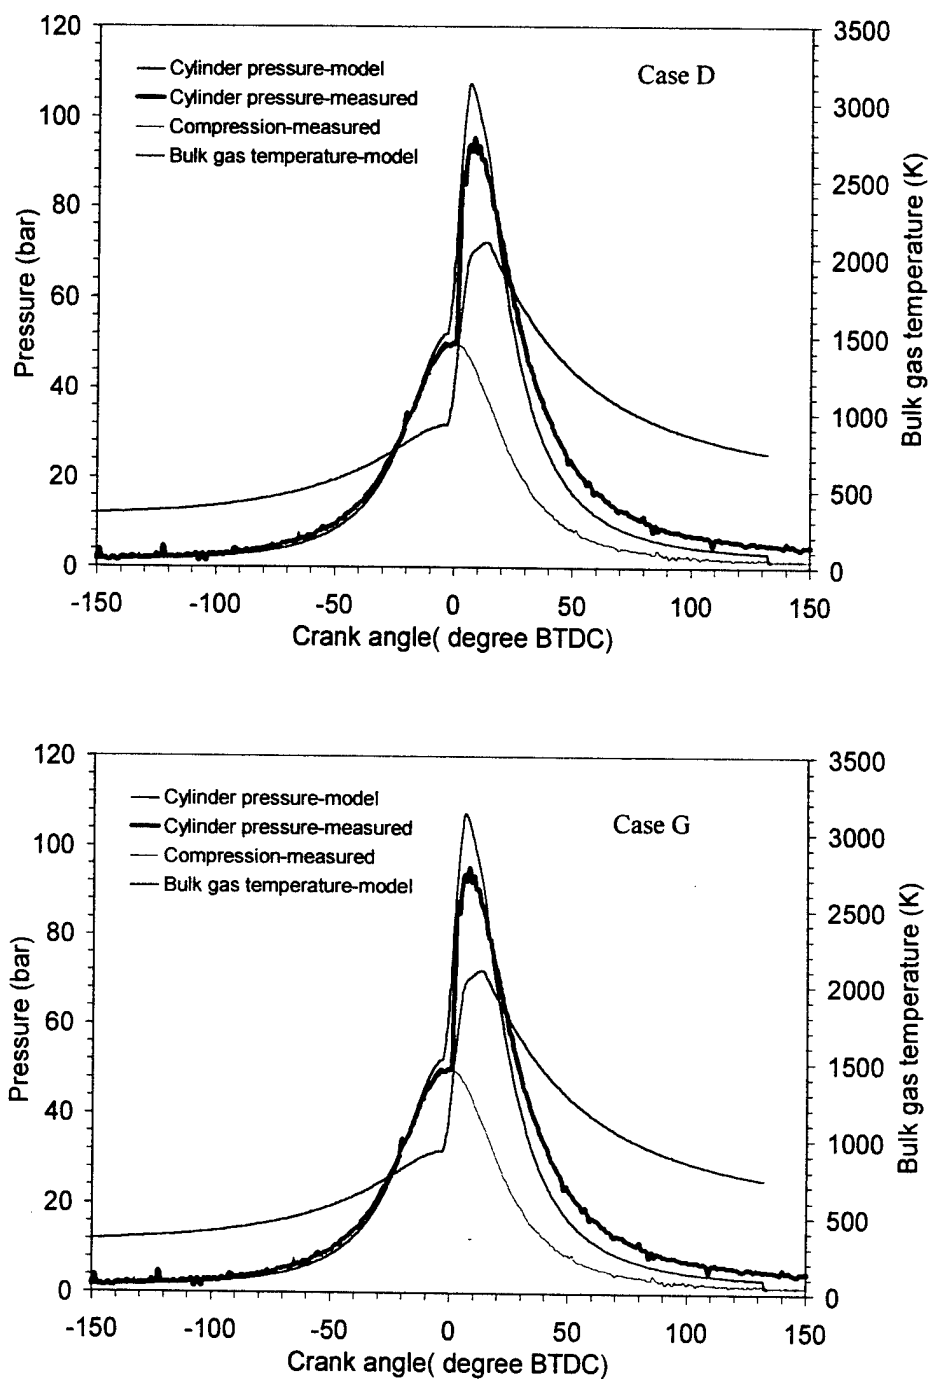 120
100
80
60
40
20
0
Pressure (bar)
Cylinder pressure-model
Cylinder pressure-measured
Compression-measured
Bulk gas temperature-model
Case D
3500
3000
2500
2000
1500
1000
500
0
Bulk gas temperature (K)
-150 -100 -50 0 50 100 150
Crank angle( degree BTDC)
120
100
80
60
40
20
0
Pressure (bar)
Cylinder pressure-model
Cylinder pressure-measured
Compression-measured
Bulk gas temperature-model
Case G
3500
3000
2500
2000
1500
1000
500
0
Bulk gas temperature (K)
-150 -100 -50 0 50 100 150
Crank angle( degree BTDC)